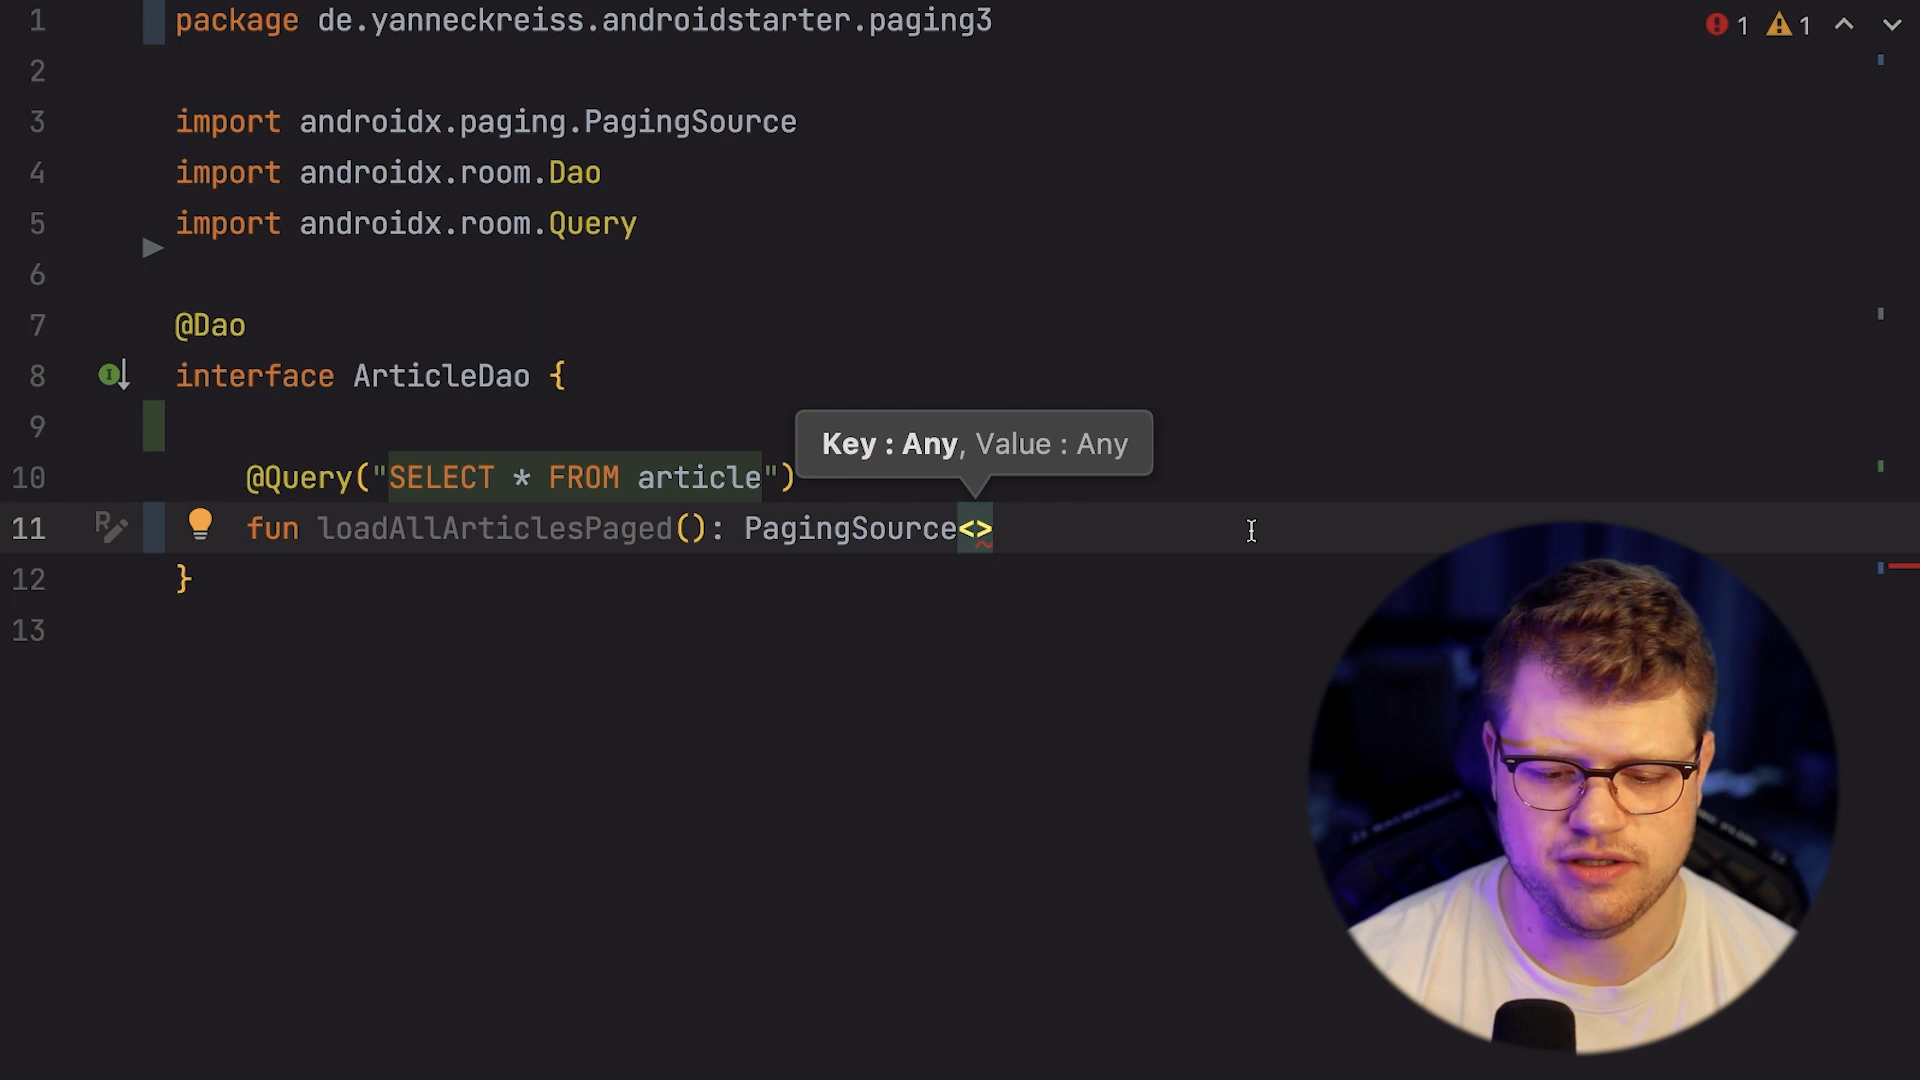 1 package de.yanneckreiss.androidstarter.paging3
1 1
2
3 import androidx.paging.PagingSource
4 import androidx.room.Dao
5 import androidx.room.Query
6
7 @Dao
8 interface ArticleDao {
9
Key : Any, Value : Any
10 @Query("SELECT * FROM article")
11 fun loadAllArticlesPaged(): PagingSource<>
12 }
13